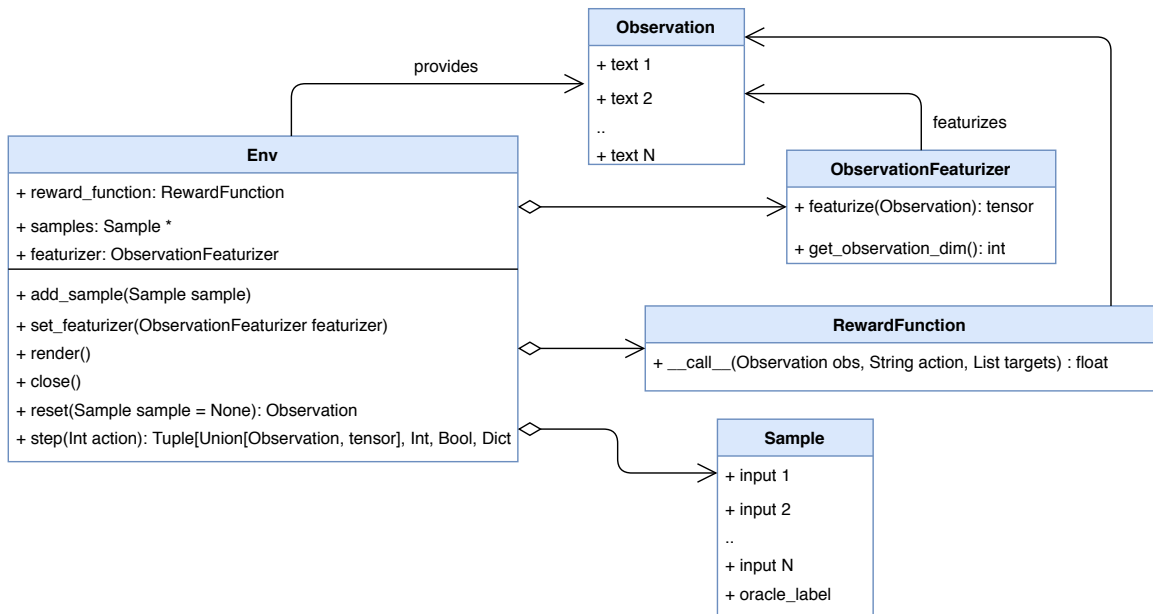 Observation
+ text 1
+ text 2
..
+ text N
provides
featurizes
Env
+ reward_function: RewardFunction
+ samples: Sample *
+ featurizer: ObservationFeaturizer
+ add_sample(Sample sample)
+ set_featurizer(ObservationFeaturizer featurizer)
+ render()
+ close()
+ reset(Sample sample = None): Observation
+ step(Int action): Tuple[Union[Observation, tensor], Int, Bool, Dict
ObservationFeaturizer
+ featurize(Observation): tensor
+ get_observation_dim(): int
RewardFunction
+ __call__(Observation obs, String action, List targets) : float
Sample
+ input 1
+ input 2
..
+ input N
+ oracle_label